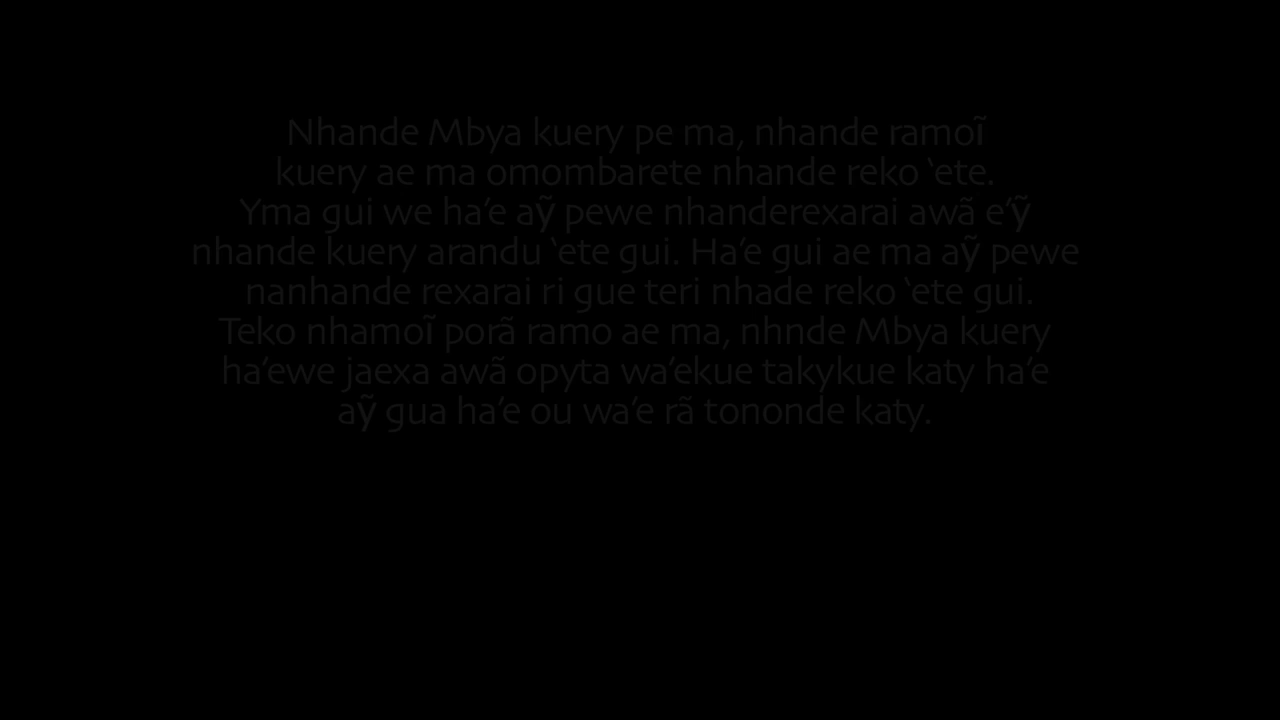 Nhande Mbya kuery pe ma, nhande ramoĩ
kuery ae ma omombarete nhande reko ‘ete.
Yma gui we ha’e aỹ pewe nhanderexarai awã e’ỹ
nhande kuery arandu ‘ete gui. Ha’e gui ae ma aỹ pewe
nanhande rexarai ri gue teri nhade reko ‘ete gui.
Teko nhamoĩ porã ramo ae ma, nhnde Mbya kuery
ha’ewe jaexa awã opyta wa’ekue takykue katy ha’e
aỹ gua ha’e ou wa’e rã tononde katy.